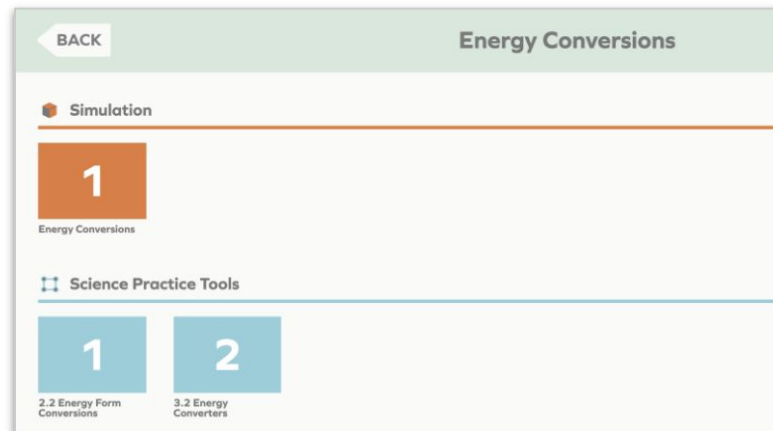 BACK
Energy Conversions
Simulation
1
Energy Conversions
Science Practice Tools
1
2
2.2 Energy Form
Conversions
3.2 Energy
Converters